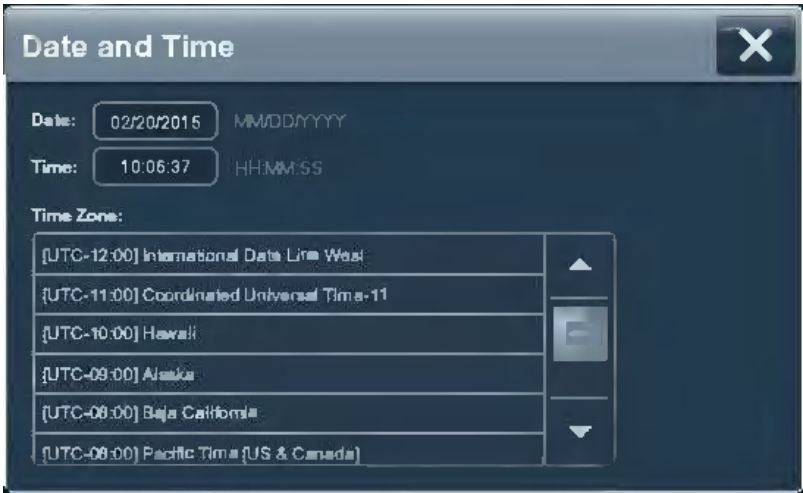 Date and Time
Date: 02/20/2015 MM/DD/YYYY
Time: 10:06:37 HH:MM:SS
Time Zone:
[UTC-12:00] International Date Line West
[UTC-11:00] Coordinated Universal Time-11
[UTC-10:00] Hawaii
[UTC-09:00] Alaska
[UTC-08:00] Baja California
[UTC-08:00] Pacific Time [US & Canada]